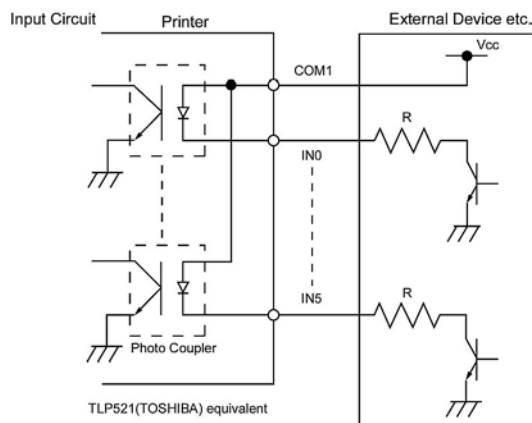 Input Circuit
Printer
External Device etc.
Vcc
COM1
R
IN0
IN5
R
Photo Coupler
TLP521(TOSHIBA) equivalent